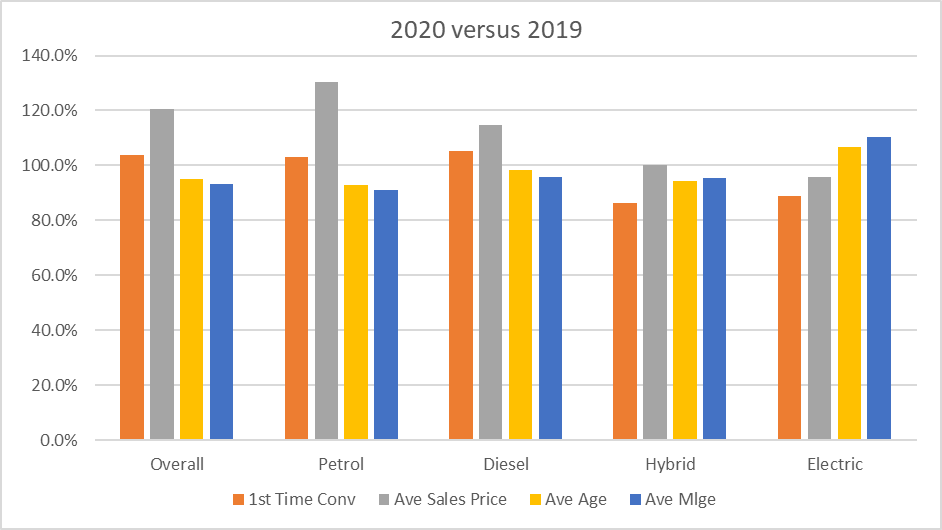 2020 versus 2019
140.0%
120.0%
100.0%
80.0%
60.0%
40.0%
20.0%
0.0%
Overall Petrol Diesel Hybrid Electric
1st Time Conv Ave Sales Price Ave Age Ave Mlge